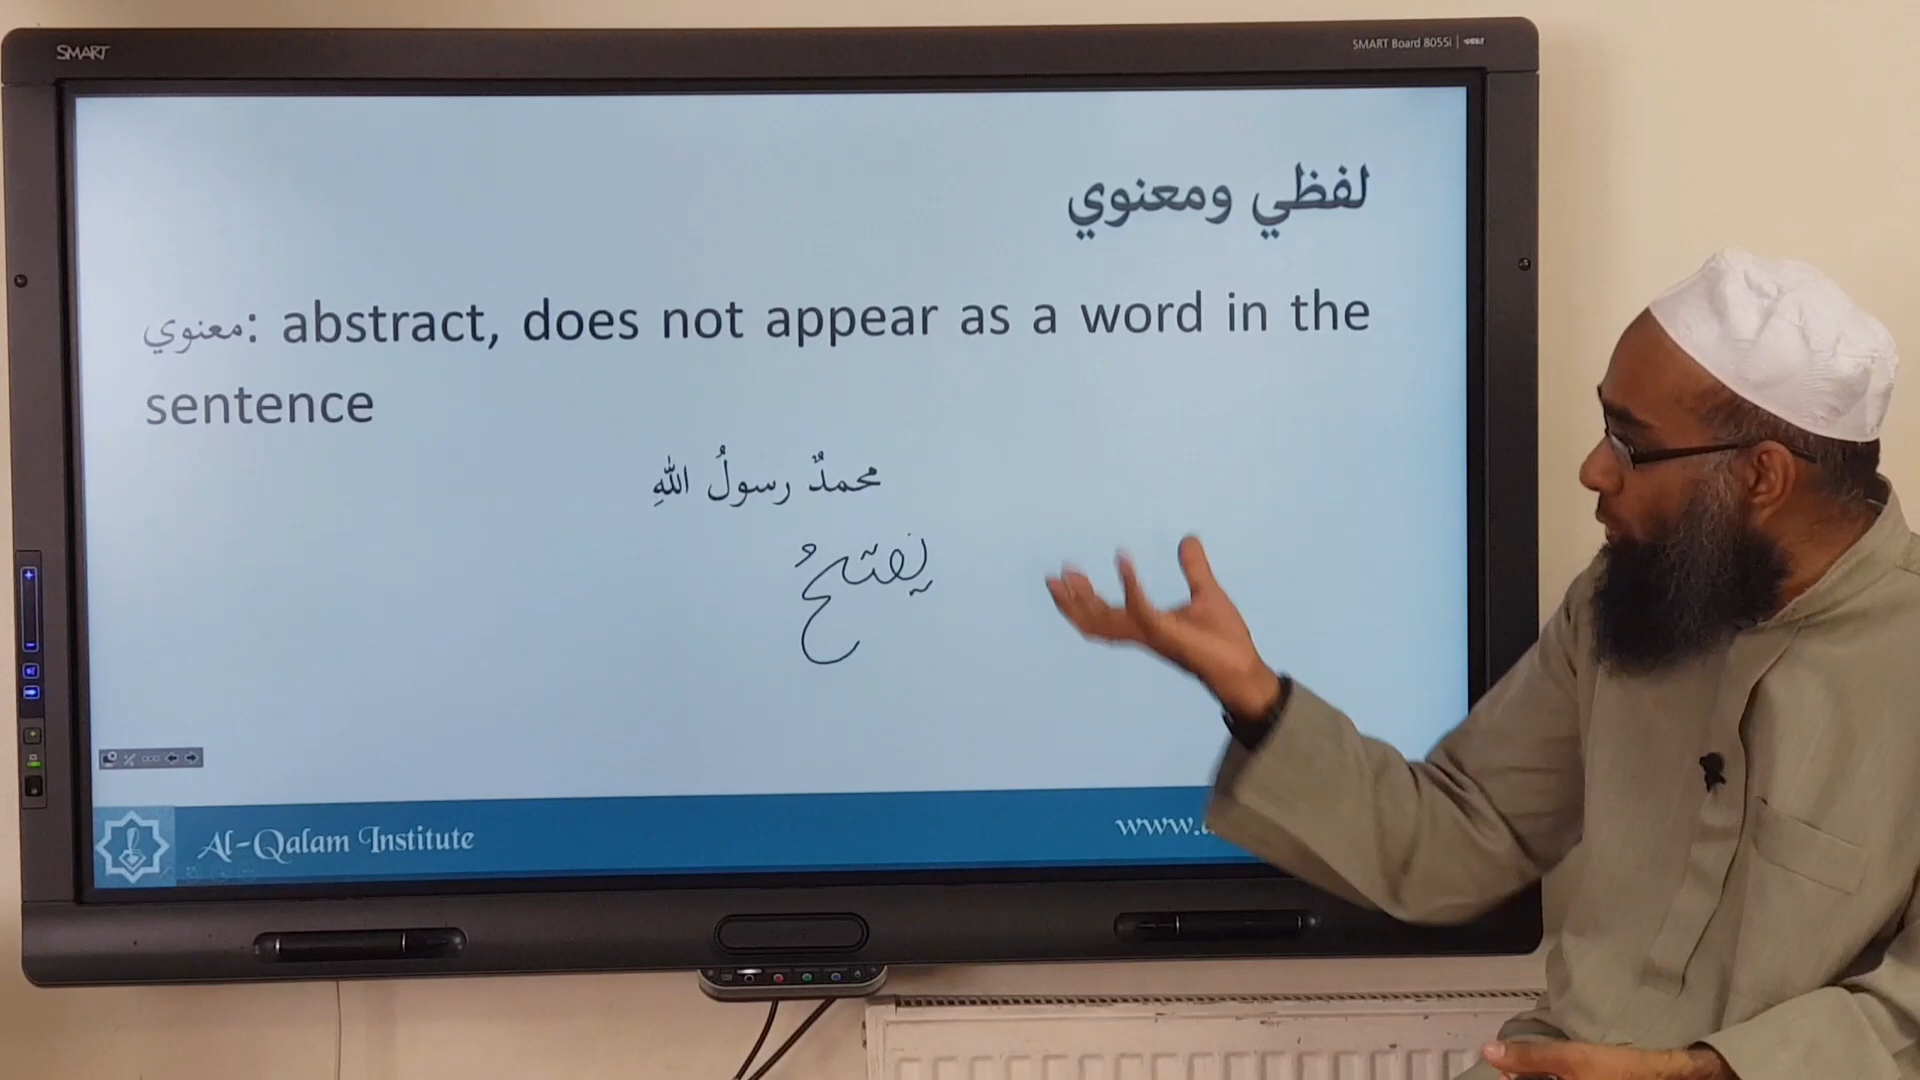 SMART
SMART Board 8055i
لفظي ومعنوي
معنوي: abstract, does not appear as a word in the
sentence
محمدٌ رسولُ اللهِ
يفتحُ
Al-Qalam Institute
www.